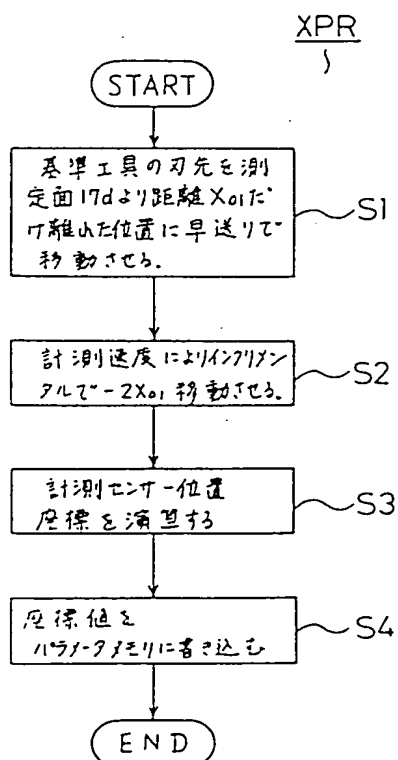 XPR
START
基準工具の刃先を測
定面17dより距離X01だ
け離れた位置に早送りで
移動させる。
S1
計測速度によりインクリメン
タルで-2X01移動させる。
S2
計測センサー位置
座標を演算する
S3
座標値を
パラメータメモリに書き込む
S4
END